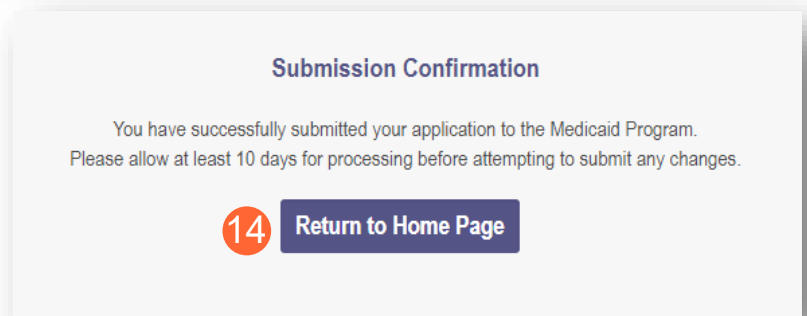 Submission Confirmation
You have successfully submitted your application to the Medicaid Program.
Please allow at least 10 days for processing before attempting to submit any changes.
14 Return to Home Page